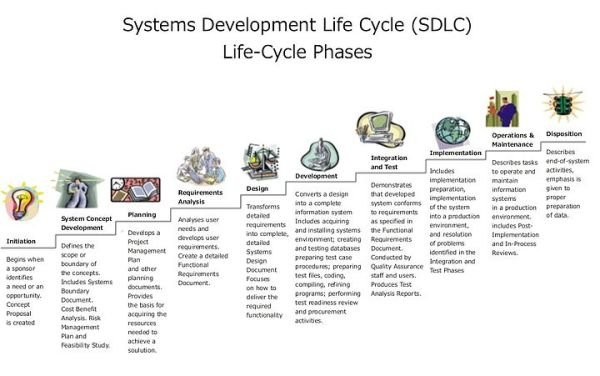 Systems Development Life Cycle (SDLC)
Life-Cycle Phases
Initiation
Begins when
a sponsor
identifies
a need or an
opportunity.
Concept
Proposal
is created
System Concept
Development
Defines the
scope or
boundary of
the concepts.
Includes Systems
Boundary
Document.
Cost Benefit
Analysis. Risk
Management
Plan and
Feasibility Study.
Planning
Develops a
Project
Management
Plan
and other
planning
documents.
Provides
the basis for
acquiring the
resources
needed to
achieve a
soulution.
Requirements
Analysis
Analyses user
needs and
develops user
requirements.
Create a detailed
Functional
Requirements
Document.
Design
Transforms
detailed
requirements
into complete,
detailed
Systems
Design
Document
Focuses
on how to
deliver the
required
functionality
Development
Converts a design
into a complete
information system
Includes acquiring
and installing systems
environment; creating
and testing databases
preparing test case
procedures; preparing
test files, coding,
compiling, refining
programs; performing
test readiness review
and procurement
activities.
Integration
and Test
Demonstrates
that developed
system conforms
to requirements
as specified in
the Functional
Requirements
Document.
Conducted by
Quality Assurance
staff and users.
Produces Test
Analysis Reports.
Implementation
Includes
implementation
preparation,
implementation
of the system
into a production
environment,
and resolution
of problems
identified in the
Integration and
Test Phases
Operations &
Maintenance
Describes tasks
to operate and
maintain
information
systems
in a production
environment.
includes Post-
Implementation
and In-Process
Reviews.
Disposition
Describes
end-of-system
activities,
emphasis is
given to
proper
preparation
of data.